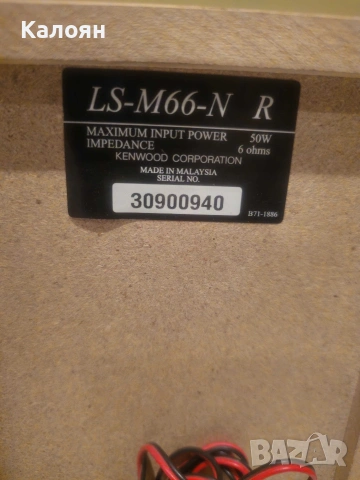 Калоян
LS-M66-N R
MAXIMUM INPUT POWER 50W
IMPEDANCE 6 ohms
KENWOOD CORPORATION
MADE IN MALAYSIA
SERIAL NO.
30900940
B71-1886
BAZAR